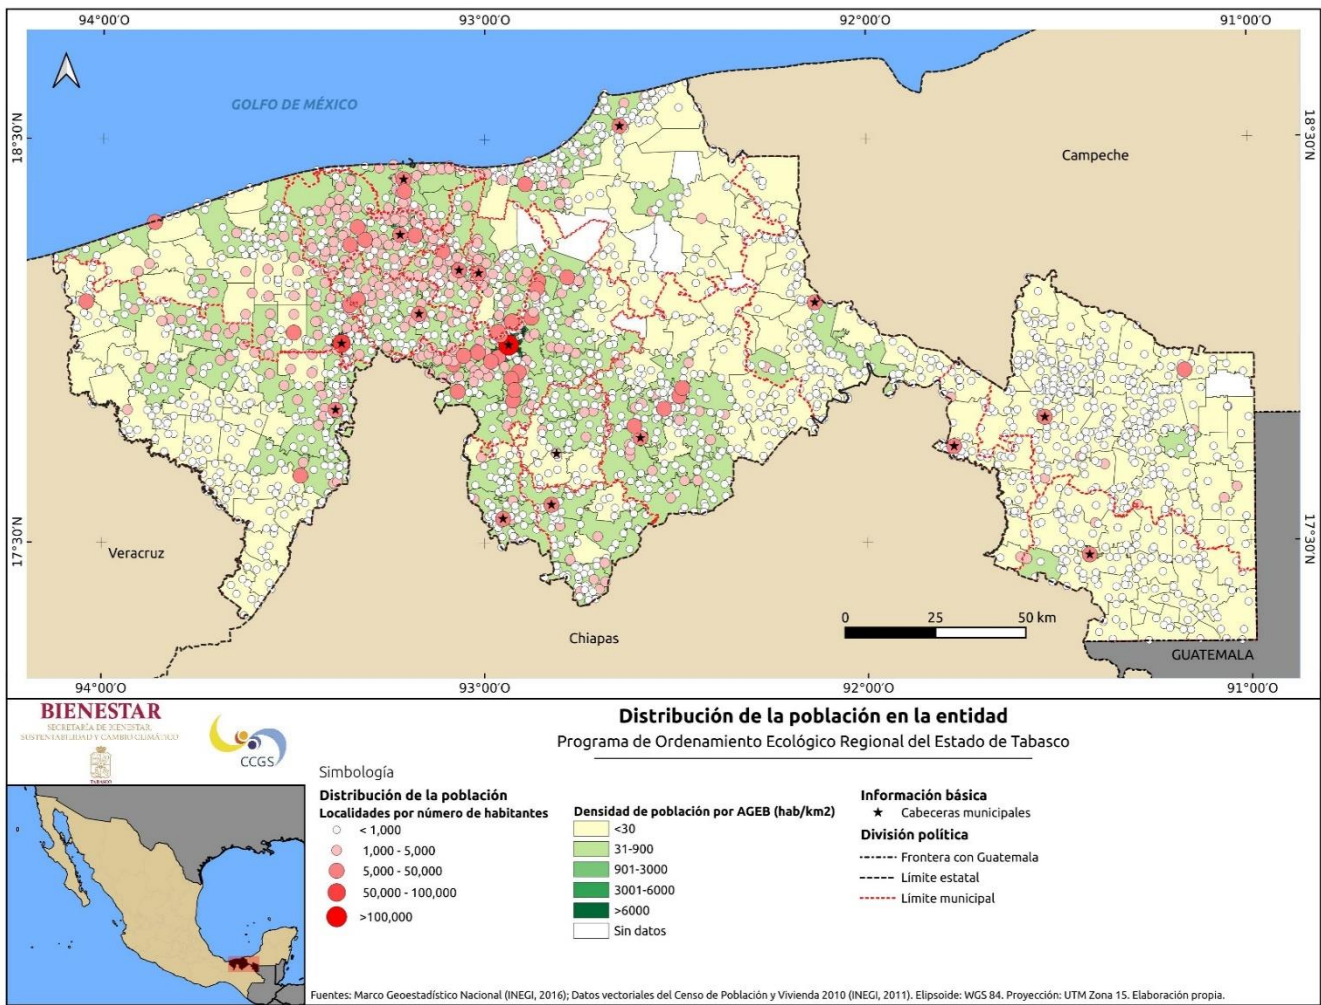 94°00'O 93°00'O 92°00'O 91°00'O
GOLFO DE MÉXICO
18°30'N
18°30'N
Campeche
17°30'N
17°30'N
Veracruz
Chiapas
0 25 50 km
GUATEMALA
94°00'O 93°00'O 92°00'O 91°00'O
BIENESTAR
SECRETARÍA DE BIENESTAR,
SUSTENTABILIDAD Y CAMBIO CLIMÁTICO
TABASCO
CCGS
Distribución de la población en la entidad
Programa de Ordenamiento Ecológico Regional del Estado de Tabasco
Simbología
Distribución de la población
Localidades por número de habitantes
< 1,000
1,000 - 5,000
5,000 - 50,000
50,000 - 100,000
>100,000
Densidad de población por AGEB (hab/km2)
<30
31-900
901-3000
3001-6000
>6000
Sin datos
Información básica
Cabeceras municipales
División política
Frontera con Guatemala
Límite estatal
Límite municipal
Fuentes: Marco Geoestadístico Nacional (INEGI, 2016); Datos vectoriales del Censo de Población y Vivienda 2010 (INEGI, 2011). Elipsoide: WGS 84. Proyección: UTM Zona 15. Elaboración propia.